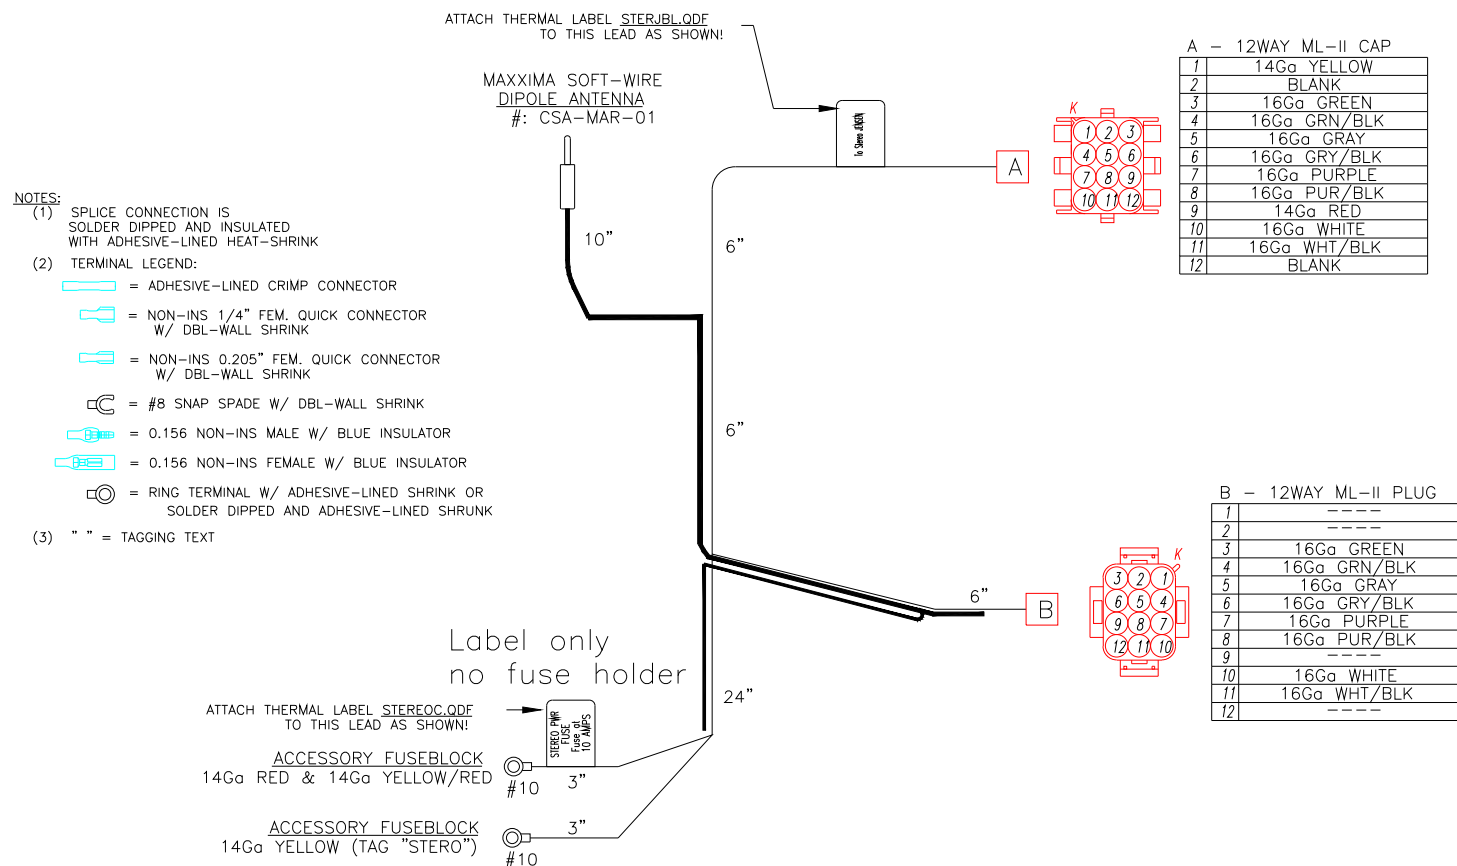 ATTACH THERMAL LABEL STERJBL.QDF
TO THIS LEAD AS SHOWN!
MAXXIMA SOFT-WIRE
DIPOLE ANTENNA
#: CSA-MAR-01
To Stereo JENSEN
A
K
1 2 3
4 5 6
7 8 9
10 11 12
A - 12WAY ML-II CAP
1 14Ga YELLOW
2 BLANK
3 16Ga GREEN
4 16Ga GRN/BLK
5 16Ga GRAY
6 16Ga GRY/BLK
7 16Ga PURPLE
8 16Ga PUR/BLK
9 14Ga RED
10 16Ga WHITE
11 16Ga WHT/BLK
12 BLANK
NOTES:
(1) SPLICE CONNECTION IS
SOLDER DIPPED AND INSULATED
WITH ADHESIVE-LINED HEAT-SHRINK
(2) TERMINAL LEGEND:
= ADHESIVE-LINED CRIMP CONNECTOR
= NON-INS 1/4" FEM. QUICK CONNECTOR
W/ DBL-WALL SHRINK
= NON-INS 0.205" FEM. QUICK CONNECTOR
W/ DBL-WALL SHRINK
= #8 SNAP SPADE W/ DBL-WALL SHRINK
= 0.156 NON-INS MALE W/ BLUE INSULATOR
= 0.156 NON-INS FEMALE W/ BLUE INSULATOR
= RING TERMINAL W/ ADHESIVE-LINED SHRINK OR
SOLDER DIPPED AND ADHESIVE-LINED SHRUNK
(3) " " = TAGGING TEXT
10"
6"
6"
6"
B
K
3 2 1
6 5 4
9 8 7
12 11 10
B - 12WAY ML-II PLUG
1 ----
2 ----
3 16Ga GREEN
4 16Ga GRN/BLK
5 16Ga GRAY
6 16Ga GRY/BLK
7 16Ga PURPLE
8 16Ga PUR/BLK
9 ----
10 16Ga WHITE
11 16Ga WHT/BLK
12 ----
Label only
no fuse holder
24"
ATTACH THERMAL LABEL STEREOC.QDF
TO THIS LEAD AS SHOWN!
STEREO PWR
FUSE
Fuse at
10 AMPS
ACCESSORY FUSEBLOCK
14Ga RED & 14Ga YELLOW/RED
#10
3"
ACCESSORY FUSEBLOCK
14Ga YELLOW (TAG "STERO")
#10
3"